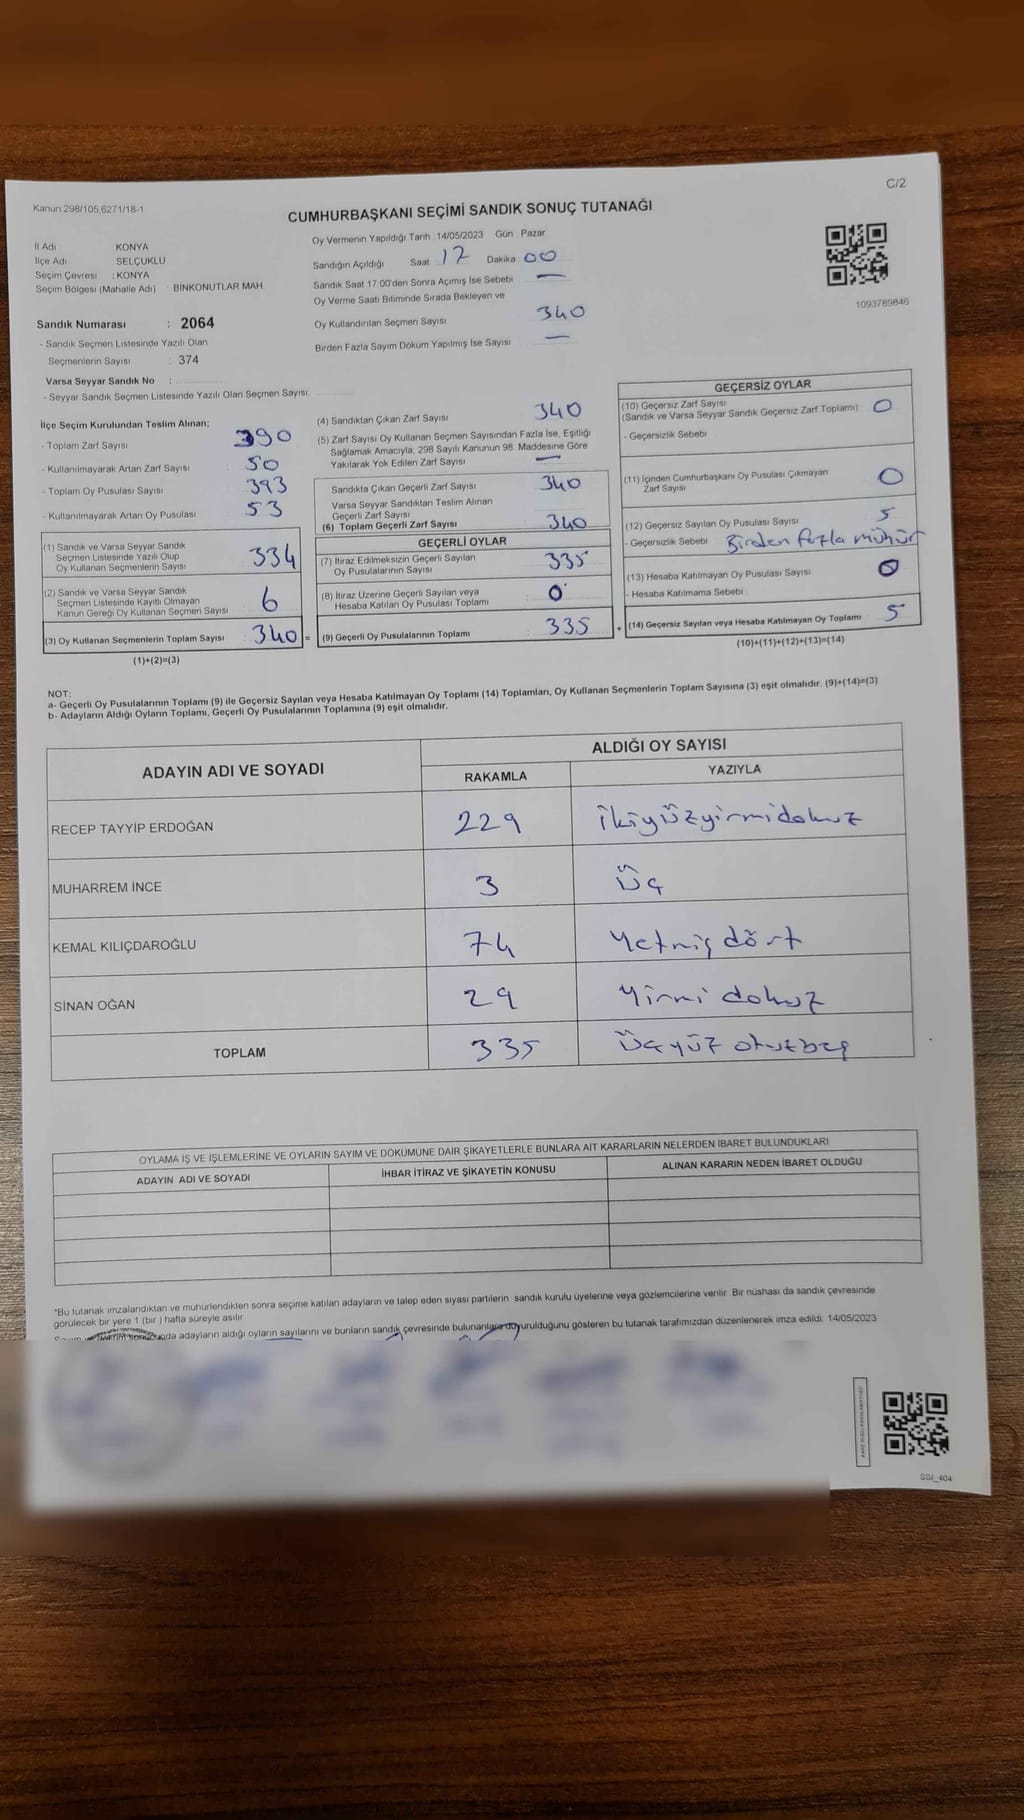 C/2
Kanun 298/105,6271/18-1
CUMHURBAŞKANI SEÇİMİ SANDIK SONUÇ TUTANAĞI
İl Adı KONYA
İlçe Adı SELÇUKLU
Seçim Çevresi : KONYA
Seçim Bölgesi (Mahalle Adı) BİNKONUTLAR MAH.
Sandık Numarası : 2064
- Sandık Seçmen Listesinde Yazılı Olan
Seçmenlerin Sayısı : 374
Varsa Seyyar Sandık No :
- Seyyar Sandık Seçmen Listesinde Yazılı Olan Seçmen Sayısı
Oy Vermenin Yapıldığı Tarih 14/05/2023 Gün Pazar
Sandığın Açıldığı Saat 17 Dakika 00
Sandık Saat 17.00'den Sonra Açımış İse Sebebi —
Oy Verme Saati Bitiminde Sırada Bekleyen ve
Oy Kullandırılan Seçmen Sayısı 340
Birden Fazla Sayım Döküm Yapılmış İse Sayısı —
1093789846
İlçe Seçim Kurulundan Teslim Alınan;
- Toplam Zarf Sayısı 390
- Kullanılmayarak Artan Zarf Sayısı 50
- Toplam Oy Pusulası Sayısı 393
- Kullanılmayarak Artan Oy Pusulası 53
(1) Sandık ve Varsa Seyyar Sandık
Seçmen Listesinde Yazılı Olup
Oy Kullanan Seçmenlerin Sayısı 334
(2) Sandık ve Varsa Seyyar Sandık
Seçmen Listesinde Kayıtlı Olmayan
Kanun Gereği Oy Kullanan Seçmen Sayısı 6
(3) Oy Kullanan Seçmenlerin Toplam Sayısı 340 =
(1)+(2)=(3)
(4) Sandıktan Çıkan Zarf Sayısı 340
(5) Zarf Sayısı Oy Kullanan Seçmen Sayısından Fazla İse, Eşitliği
Sağlamak Amacıyla, 298 Sayılı Kanunun 98. Maddesine Göre
Yakılarak Yok Edilen Zarf Sayısı —
Sandıkta Çıkan Geçerli Zarf Sayısı 340
Varsa Seyyar Sandıktan Teslim Alınan
Geçerli Zarf Sayısı
(6) Toplam Geçerli Zarf Sayısı 340
GEÇERLİ OYLAR
(7) İtiraz Edilmeksizin Geçerli Sayılan
Oy Pusulalarının Sayısı 335
(8) İtiraz Üzerine Geçerli Sayılan veya
Hesaba Katılan Oy Pusulası Toplamı 0
(9) Geçerli Oy Pusulalarının Toplamı 335 +
GEÇERSİZ OYLAR
(10) Geçersiz Zarf Sayısı
(Sandık ve Varsa Seyyar Sandık Geçersiz Zarf Toplamı) 0
- Geçersizlik Sebebi
(11) İçinden Cumhurbaşkanı Oy Pusulası Çıkmayan
Zarf Sayısı 0
(12) Geçersiz Sayılan Oy Pusulası Sayısı 5
- Geçersizlik Sebebi Birden fazla mühür
(13) Hesaba Katılmayan Oy Pusulası Sayısı 0
- Hesaba Katılmama Sebebi
(14) Geçersiz Sayılan veya Hesaba Katılmayan Oy Toplamı 5
(10)+(11)+(12)+(13)=(14)
NOT:
a- Geçerli Oy Pusulalarının Toplamı (9) ile Geçersiz Sayılan veya Hesaba Katılmayan Oy Toplamı (14) Toplamları, Oy Kullanan Seçmenlerin Toplam Sayısına (3) eşit olmalıdır. (9)+(14)=(3)
b- Adayların Aldığı Oyların Toplamı, Geçerli Oy Pusulalarının Toplamına (9) eşit olmalıdır.
ADAYIN ADI VE SOYADI ALDIĞI OY SAYISI
RAKAMLA YAZIYLA
RECEP TAYYİP ERDOĞAN 229 ikiyüzyirmidokuz
MUHARREM İNCE 3 Üç
KEMAL KILIÇDAROĞLU 74 Yetmiş dört
SİNAN OĞAN 29 Yirmi dokuz
TOPLAM 335 Üçyüz otuzbeş
OYLAMA İŞ VE İŞLEMLERİNE VE OYLARIN SAYIM VE DÖKÜMÜNE DAİR ŞİKAYETLERLE BUNLARA AİT KARARLARIN NELERDEN İBARET BULUNDUKLARI
ADAYIN ADI VE SOYADI İHBAR İTİRAZ VE ŞİKAYETİN KONUSU ALINAN KARARIN NEDEN İBARET OLDUĞU
*Bu tutanak imzalandıktan ve mühürlendikten sonra seçime katılan adayların ve talep eden siyasi partilerin sandık kurulu üyelerine veya gözlemcilerine verilir. Bir nüshası da sandık çevresinde
görülecek bir yere 1 (bir ) hafta süreyle asılır
adayların aldığı oyların sayılarını ve bunların sandık çevresinde bulunanlara duyurulduğunu gösteren bu tutanak tarafımızdan düzenlenerek imza edildi. 14/05/2023
SSI_404